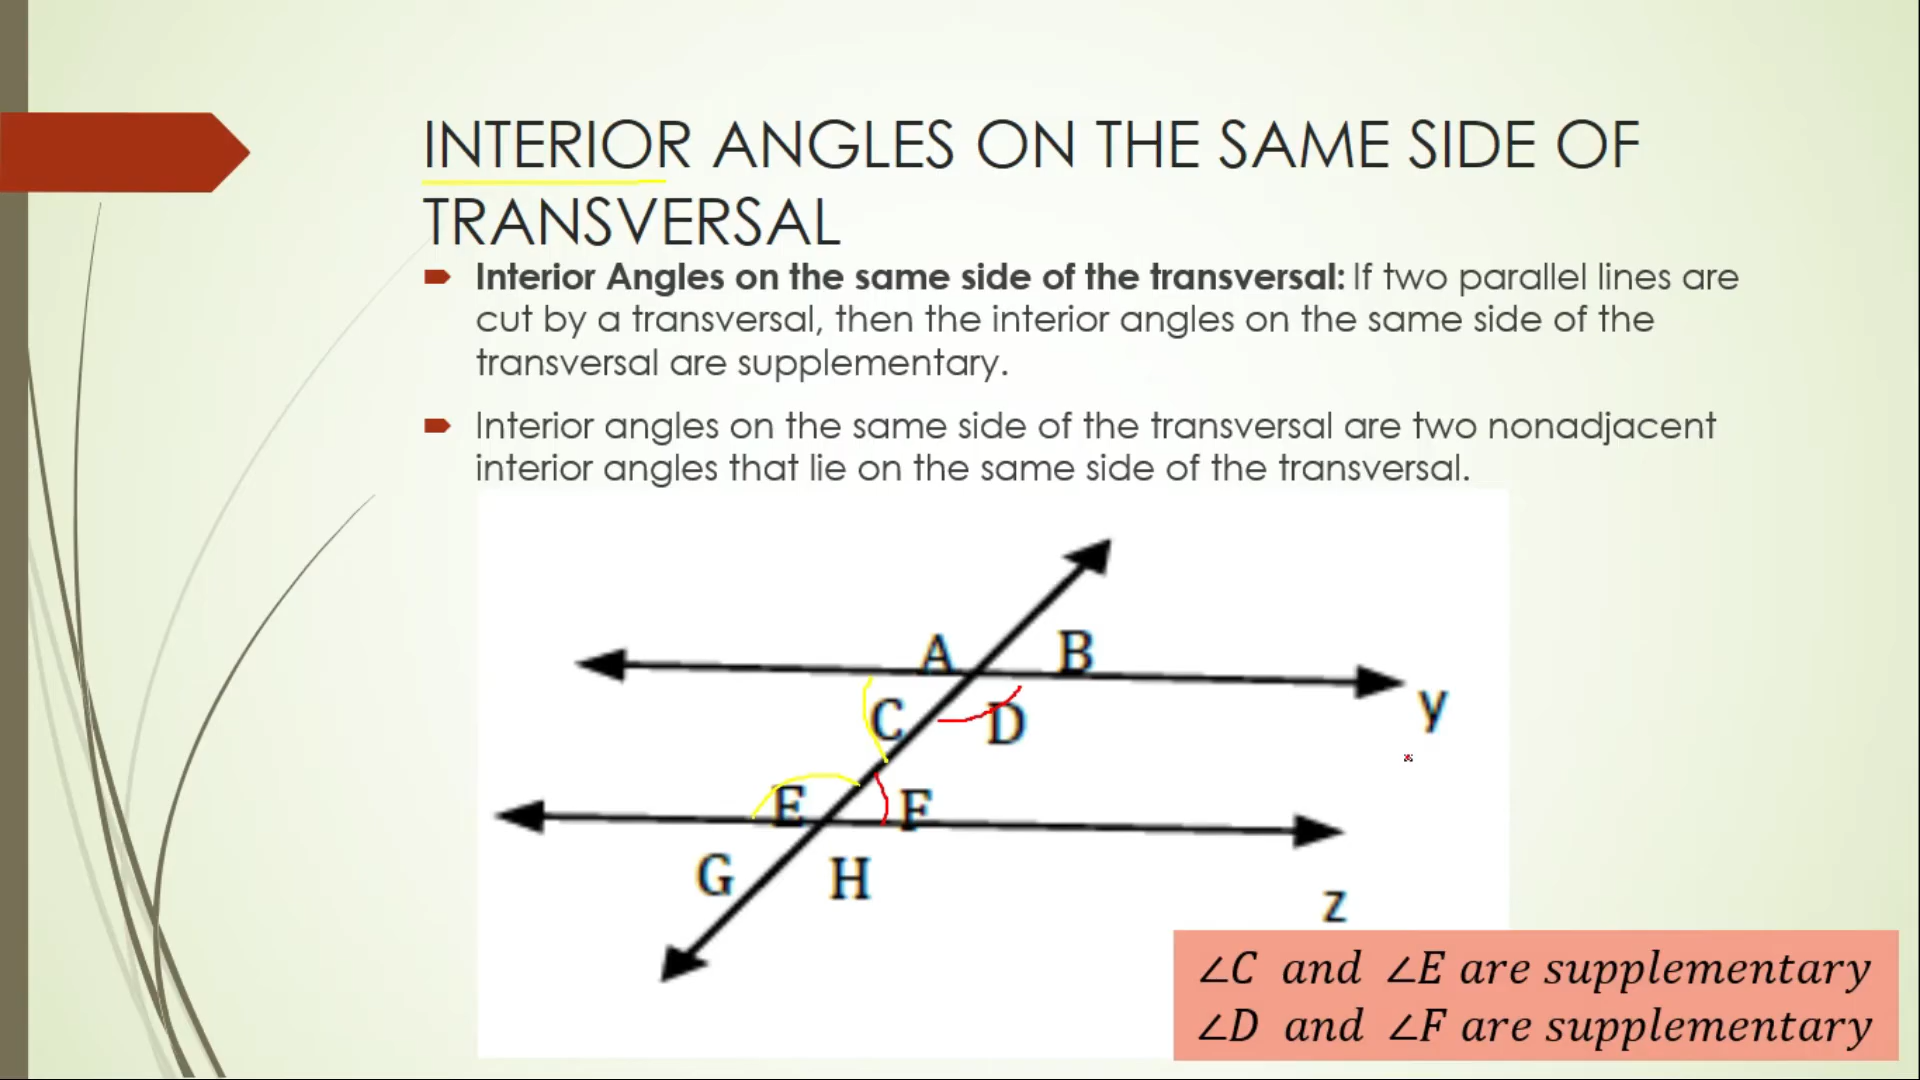 INTERIOR ANGLES ON THE SAME SIDE OF
TRANSVERSAL
Interior Angles on the same side of the transversal: If two parallel lines are
cut by a transversal, then the interior angles on the same side of the
transversal are supplementary.
Interior angles on the same side of the transversal are two nonadjacent
interior angles that lie on the same side of the transversal.
A B
y
C D
E F
G H
z
∠C and ∠E are supplementary
∠D and ∠F are supplementary